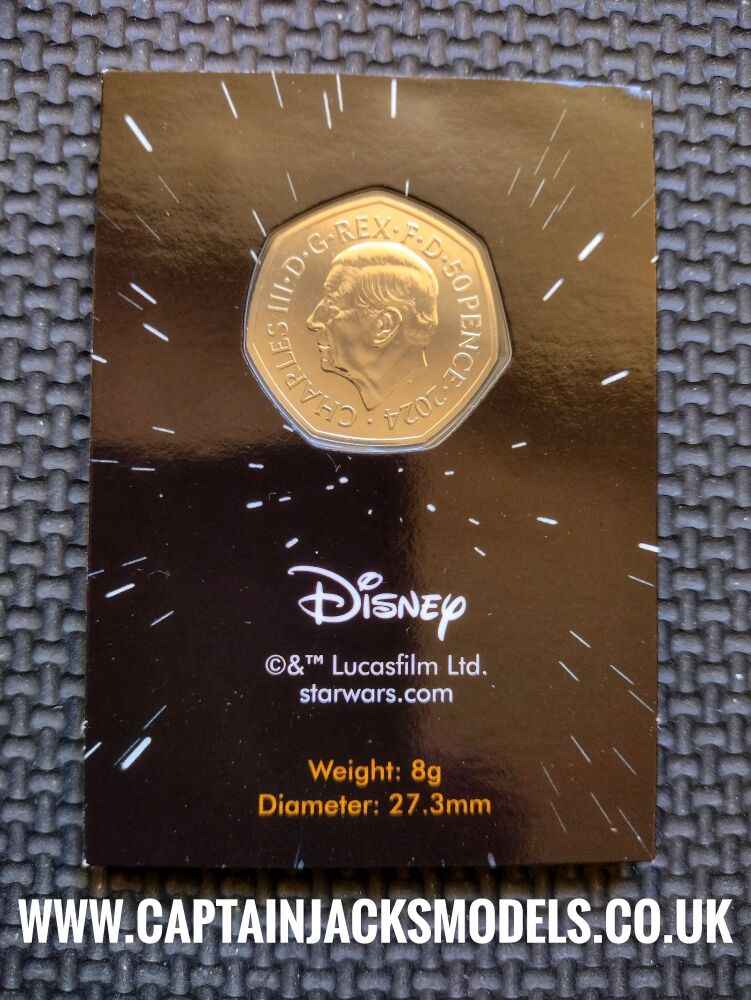 CHARLES III·D·G·REX·F·D·50 PENCE·2024·
DISNEY
©&™ Lucasfilm Ltd.
starwars.com
Weight: 8g
Diameter: 27.3mm
WWW.CAPTAINJACKSMODELS.CO.UK